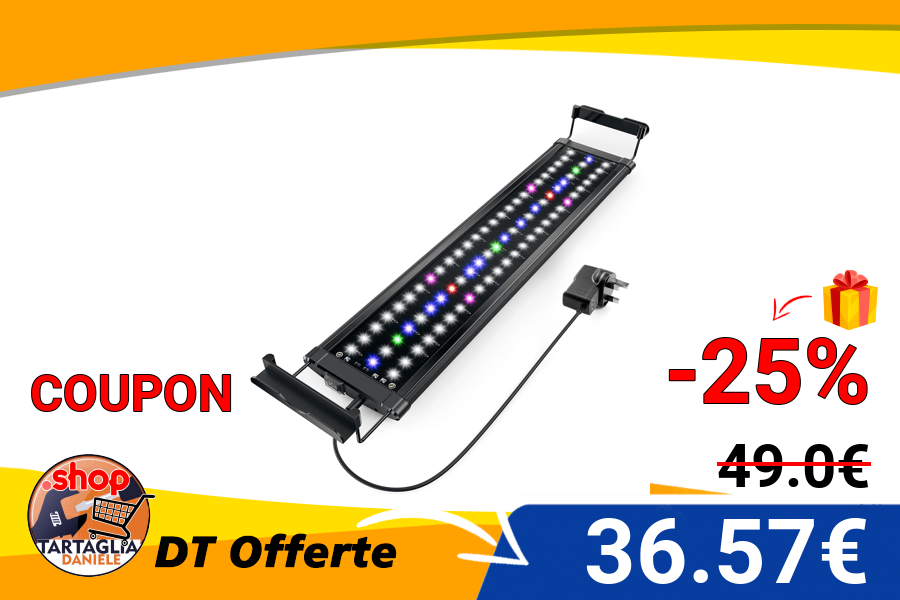 COUPON
-25%
49.0€
36.57€
.shop
TARTAGLIA
DANIELE
DT Offerte